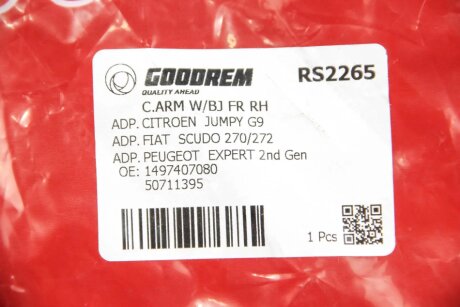 GOODREM
QUALITY AHEAD
RS2265
C.ARM W/BJ FR RH
ADP. CITROEN JUMPY G9
ADP. FIAT SCUDO 270/272
ADP. PEUGEOT EXPERT 2nd Gen
OE: 1497407080
50711395
1 Pcs